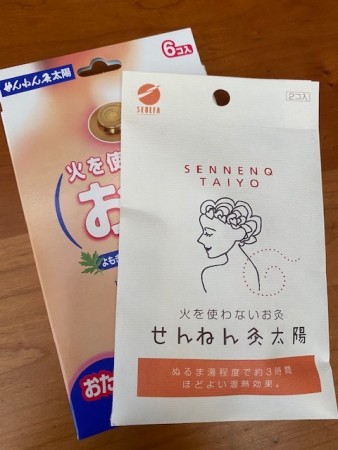 せんねん灸太陽
6コ入
火を使
お
よもぎ
おた
SENEFA
2コ入
SENNENQ
TAIYO
火を使わないお灸
せんねん灸太陽
ぬるま湯程度で約3時間
ほどよい温熱効果。